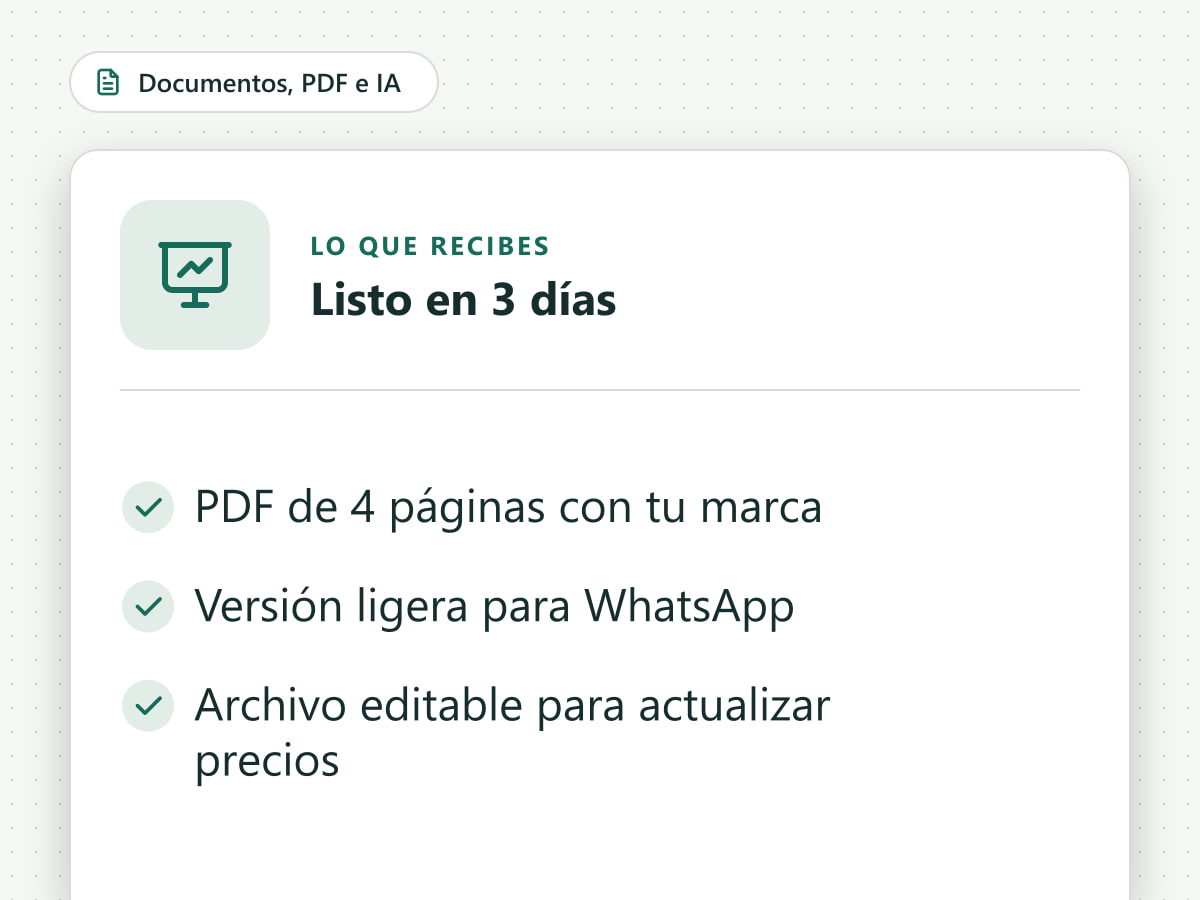 Documentos, PDF e IA
LO QUE RECIBES
Listo en 3 días
PDF de 4 páginas con tu marca
Versión ligera para WhatsApp
Archivo editable para actualizar
precios